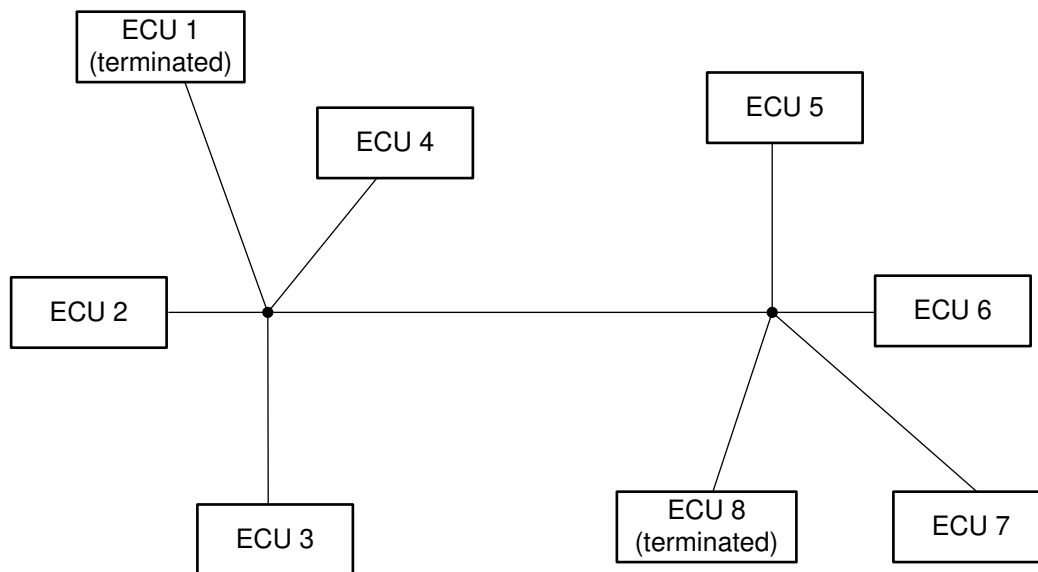 ECU 1
(terminated)
ECU 4
ECU 5
ECU 2
ECU 6
ECU 3
ECU 8
(terminated)
ECU 7